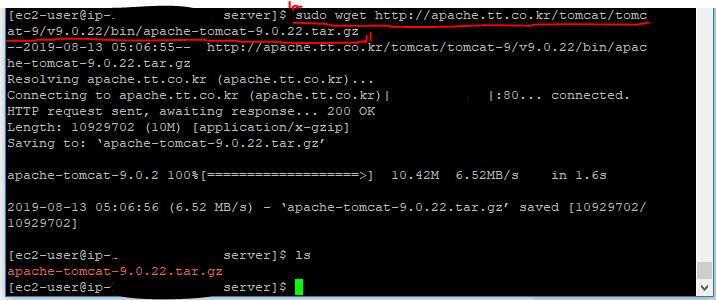 [ec2-user@ip- server]$ sudo wget http://apache.tt.co.kr/tomcat/tomc
at-9/v9.0.22/bin/apache-tomcat-9.0.22.tar.gz
--2019-08-13 05:06:55--  http://apache.tt.co.kr/tomcat/tomcat-9/v9.0.22/bin/apac
he-tomcat-9.0.22.tar.gz
Resolving apache.tt.co.kr (apache.tt.co.kr)...
Connecting to apache.tt.co.kr (apache.tt.co.kr)| |:80... connected.
HTTP request sent, awaiting response... 200 OK
Length: 10929702 (10M) [application/x-gzip]
Saving to: ‘apache-tomcat-9.0.22.tar.gz’
apache-tomcat-9.0.2 100%[===================>]  10.42M  6.52MB/s    in 1.6s
2019-08-13 05:06:56 (6.52 MB/s) - ‘apache-tomcat-9.0.22.tar.gz’ saved [10929702/
10929702]
[ec2-user@ip-. server]$ ls
apache-tomcat-9.0.22.tar.gz
[ec2-user@ip-. server]$